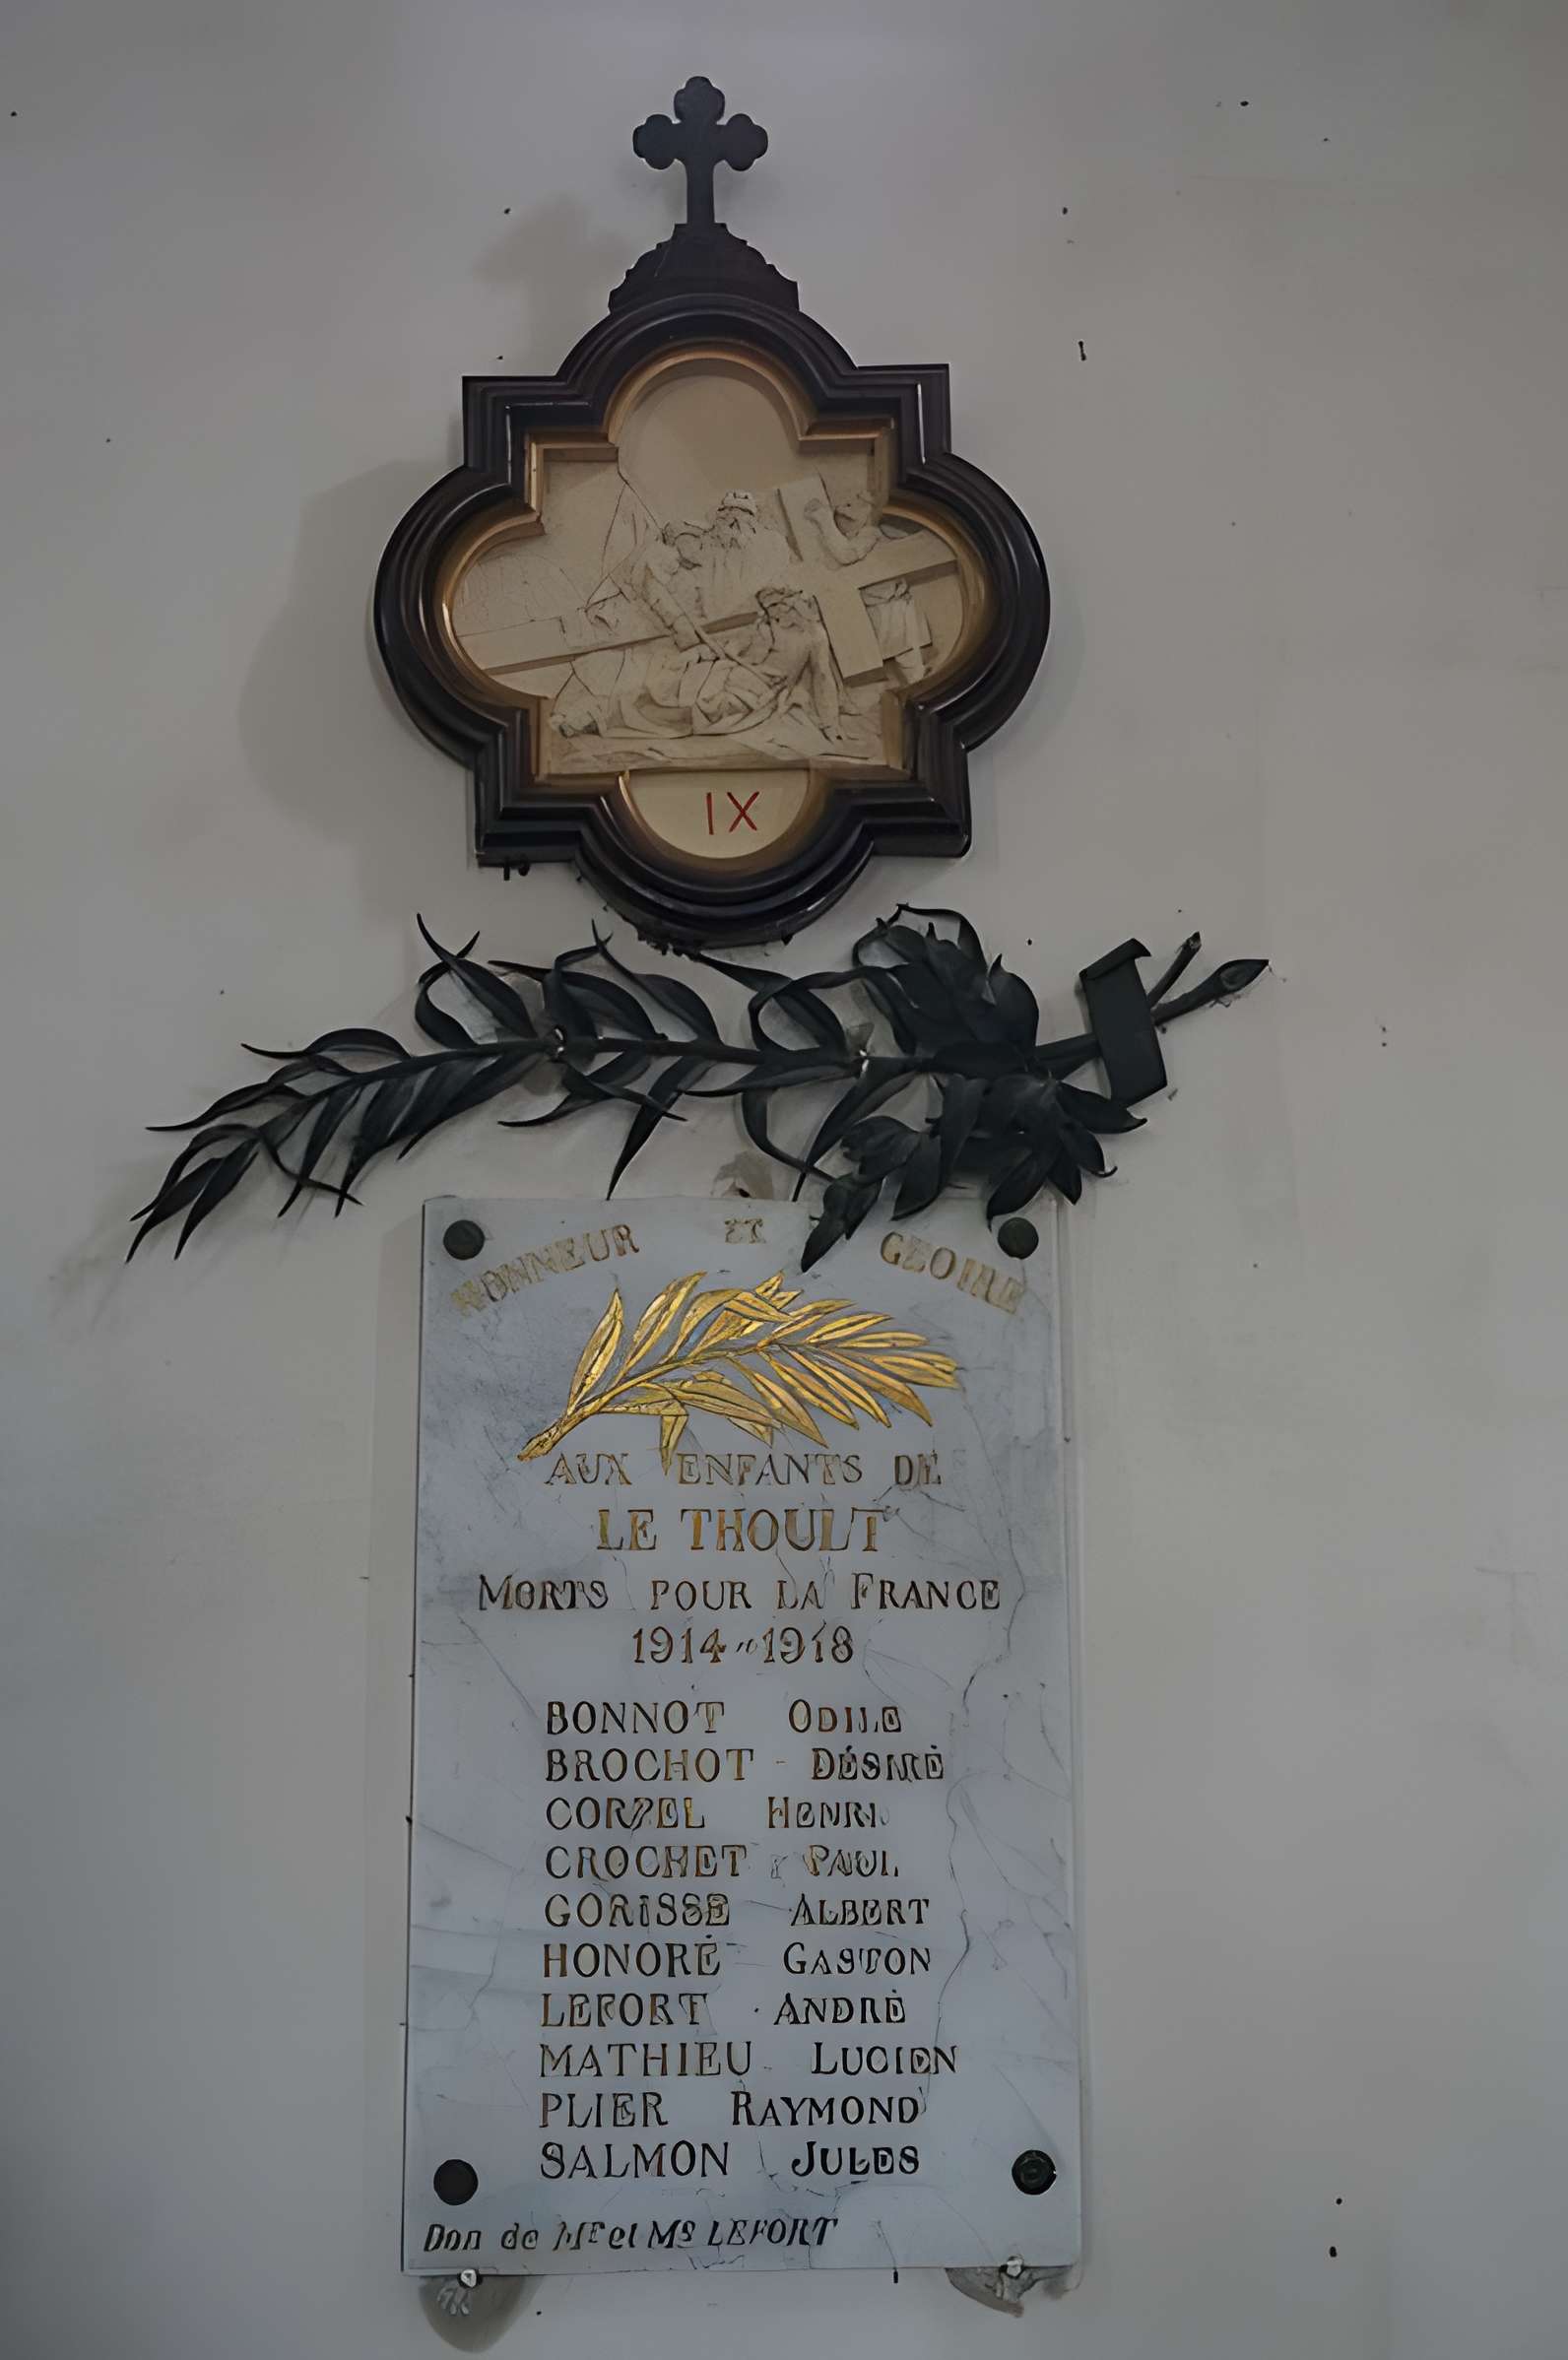 IX
HONNEUR ET GLOIRE
AUX ENFANTS DE
LE THOULT
MORTS POUR LA FRANCE
1914-1918
BONNOT ODILE
BROCHOT DÉSIRÉ
HENRI
CROCHET PAUL
GORISSE ALBERT
HONORÉ GASTON
LEFORT ANDRÉ
MATHIEU LUCIEN
PLIER RAYMOND
SALMON JULES
Don de Mr et Me LEFORT